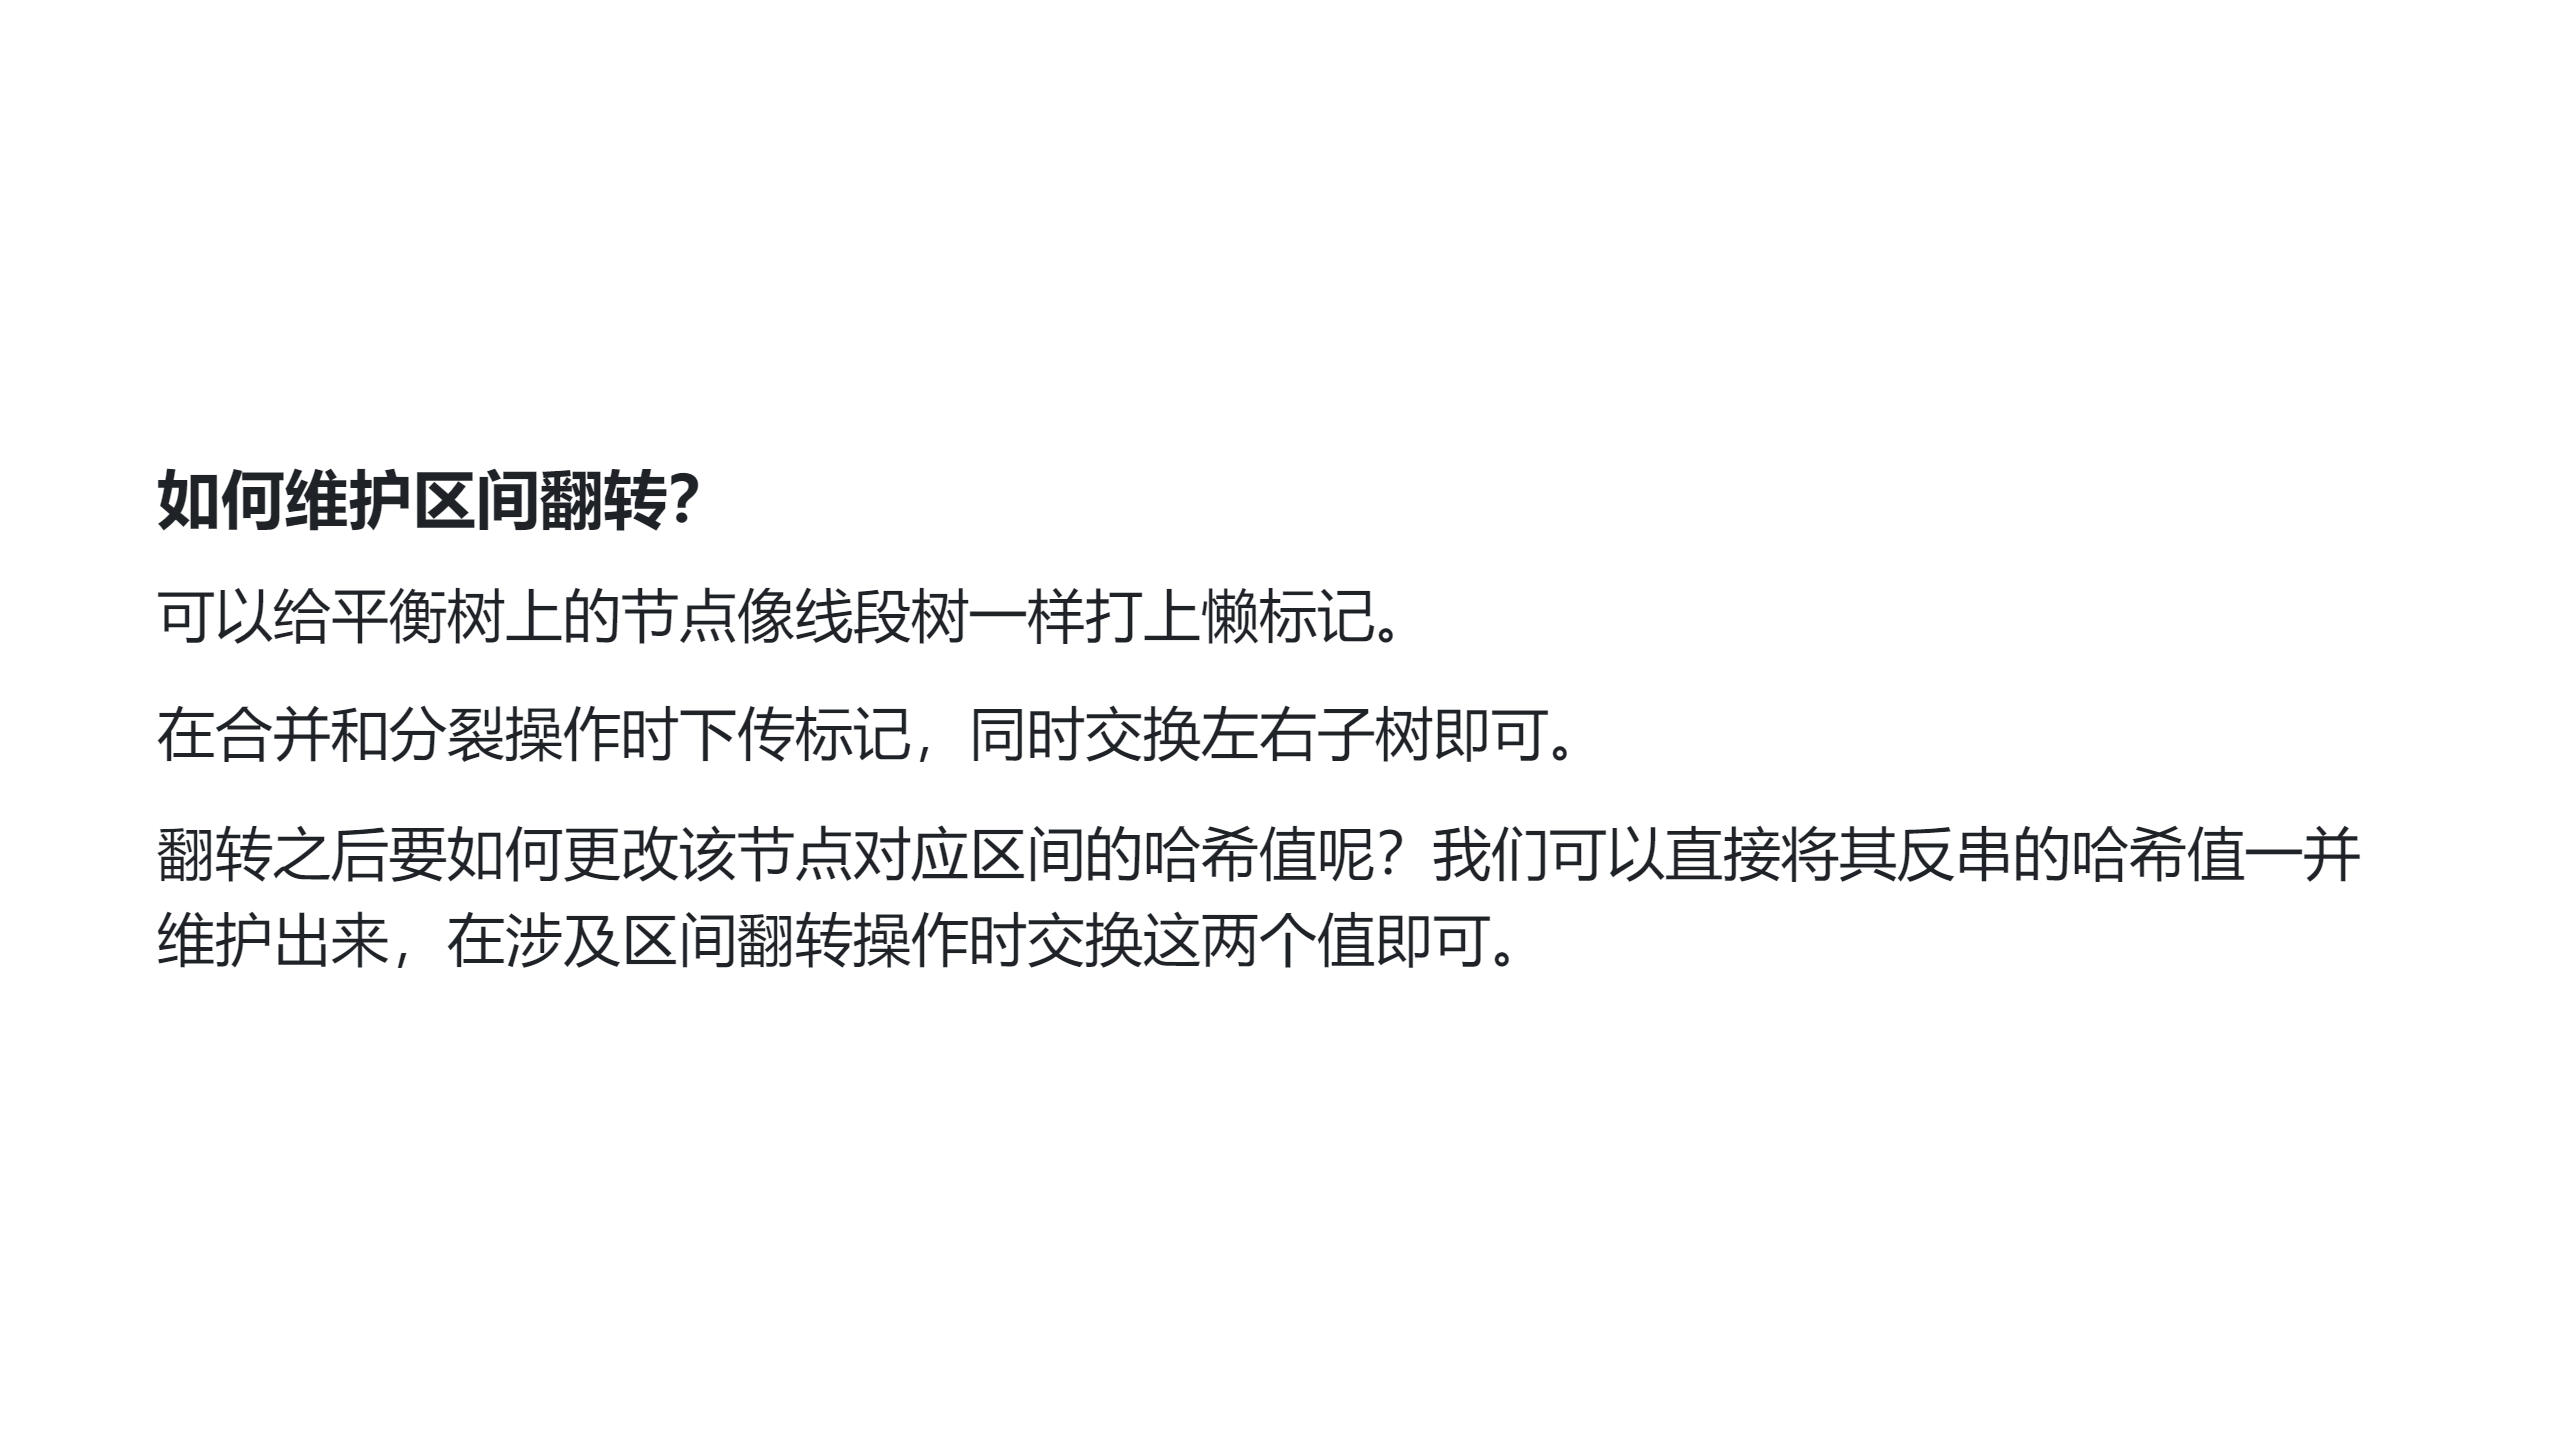 如何维护区间翻转？
可以给平衡树上的节点像线段树一样打上懒标记。
在合并和分裂操作时下传标记，同时交换左右子树即可。
翻转之后要如何更改该节点对应区间的哈希值呢？我们可以直接将其反串的哈希值一并
维护出来，在涉及区间翻转操作时交换这两个值即可。